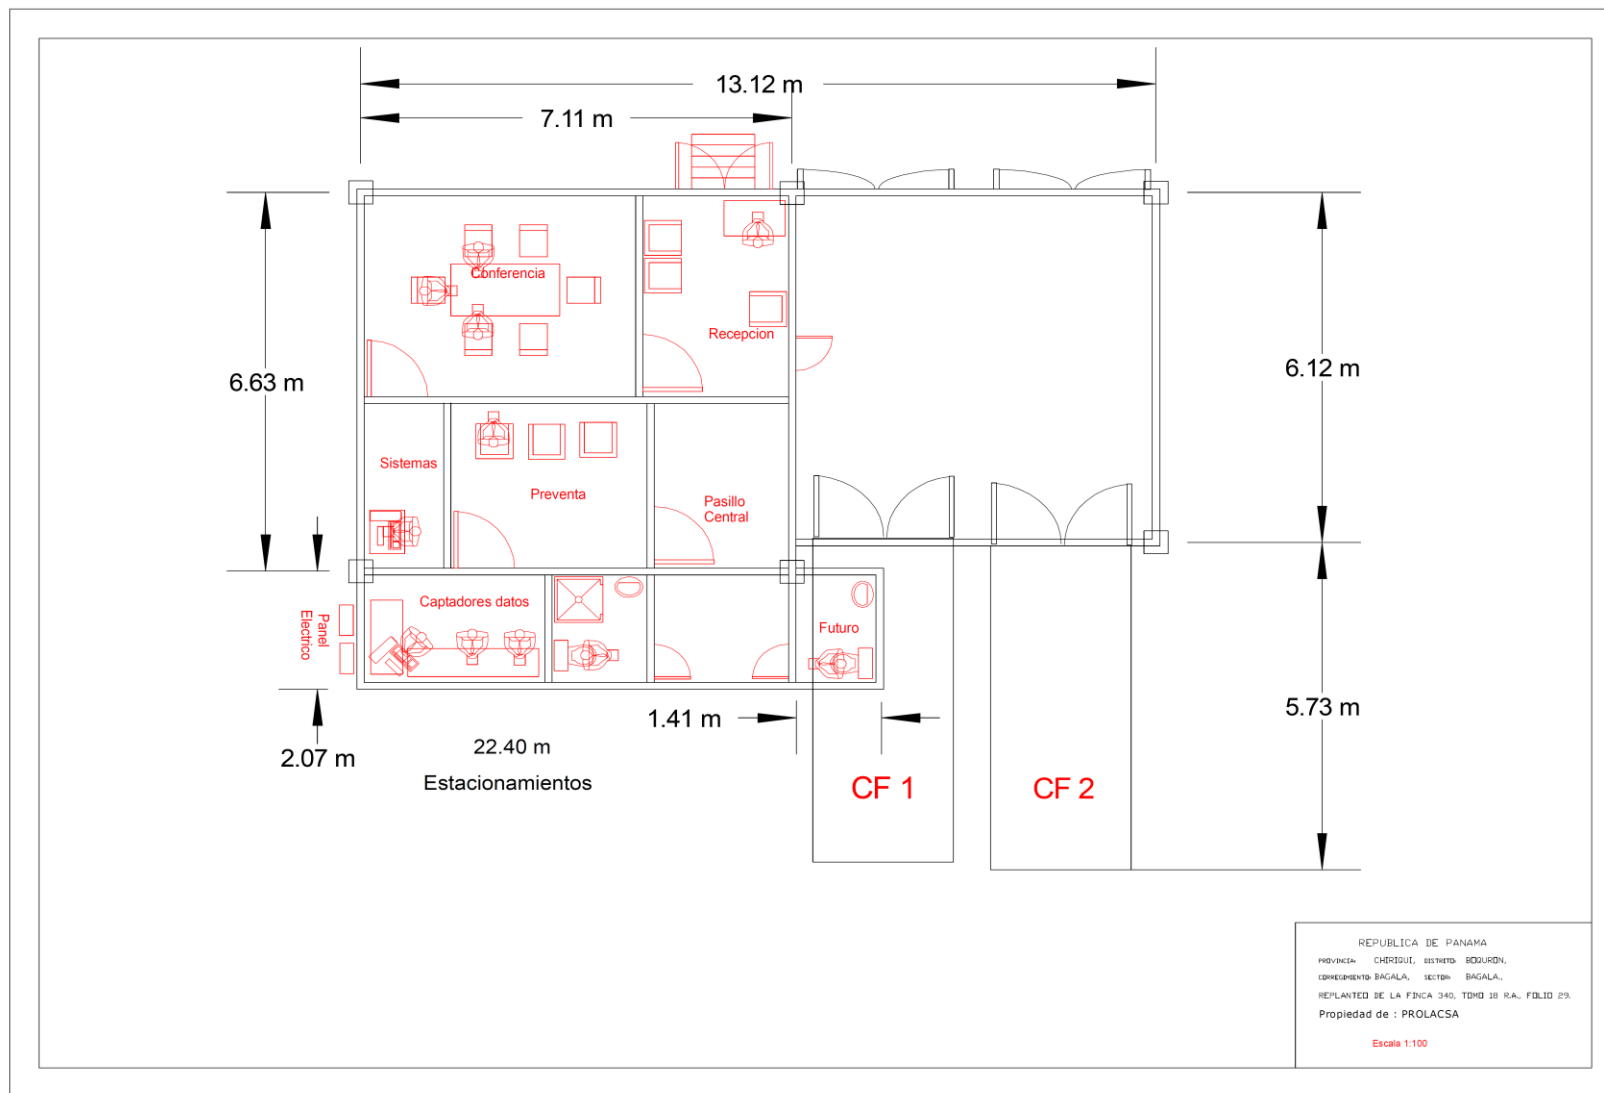 13.12 m
7.11 m
Conferencia
Recepcion
6.63 m
6.12 m
Sistemas
Preventa
Pasillo
Central
Captadores datos
Futuro
Panel
Electrico
1.41 m
5.73 m
2.07 m
22.40 m
Estacionamientos
CF 1
CF 2
REPUBLICA DE PANAMA
PROVINCIA: CHIRIQUI, DISTRITO: BOQURON,
CORREGIMIENTO: BAGALA, SECTOR: BAGALA.,
REPLANTEO DE LA FINCA 340, TOMO 18 R.A., FOLIO 29.
Propiedad de : PROLACSA
Escala 1:100